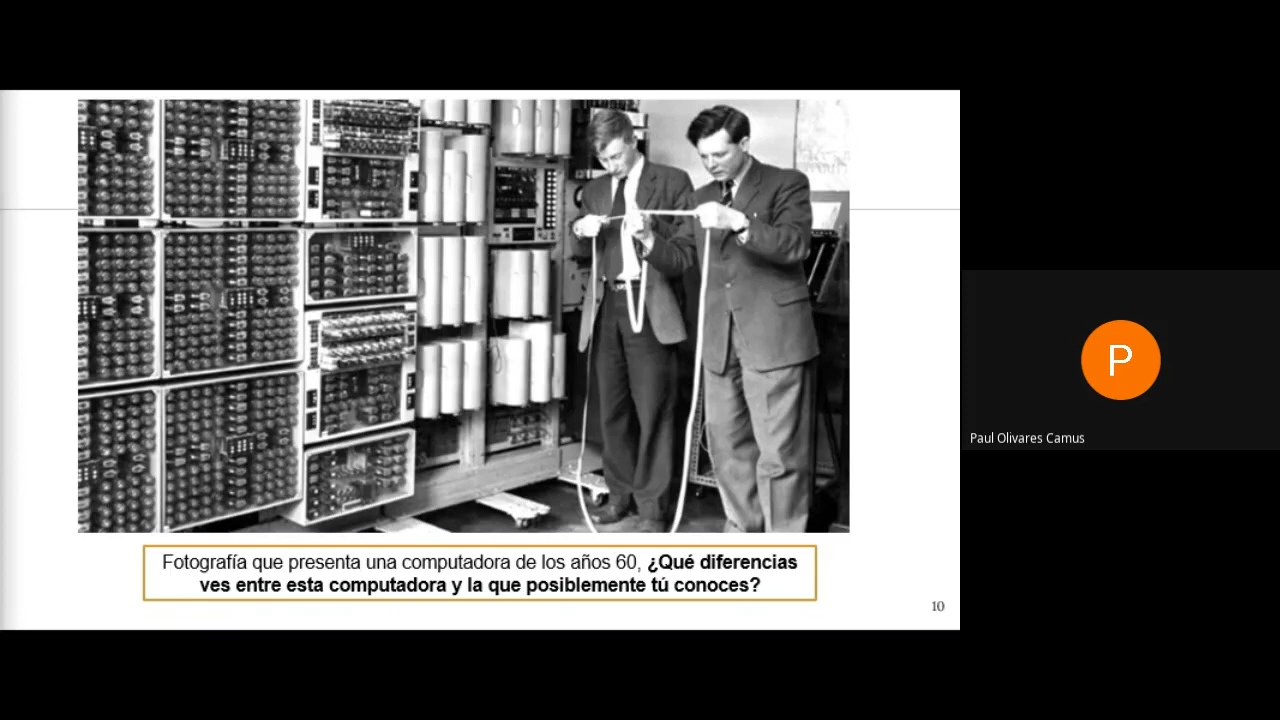 Fotografía que presenta una computadora de los años 60, ¿Qué diferencias
ves entre esta computadora y la que posiblemente tú conoces?
10
P
Paul Olivares Camus